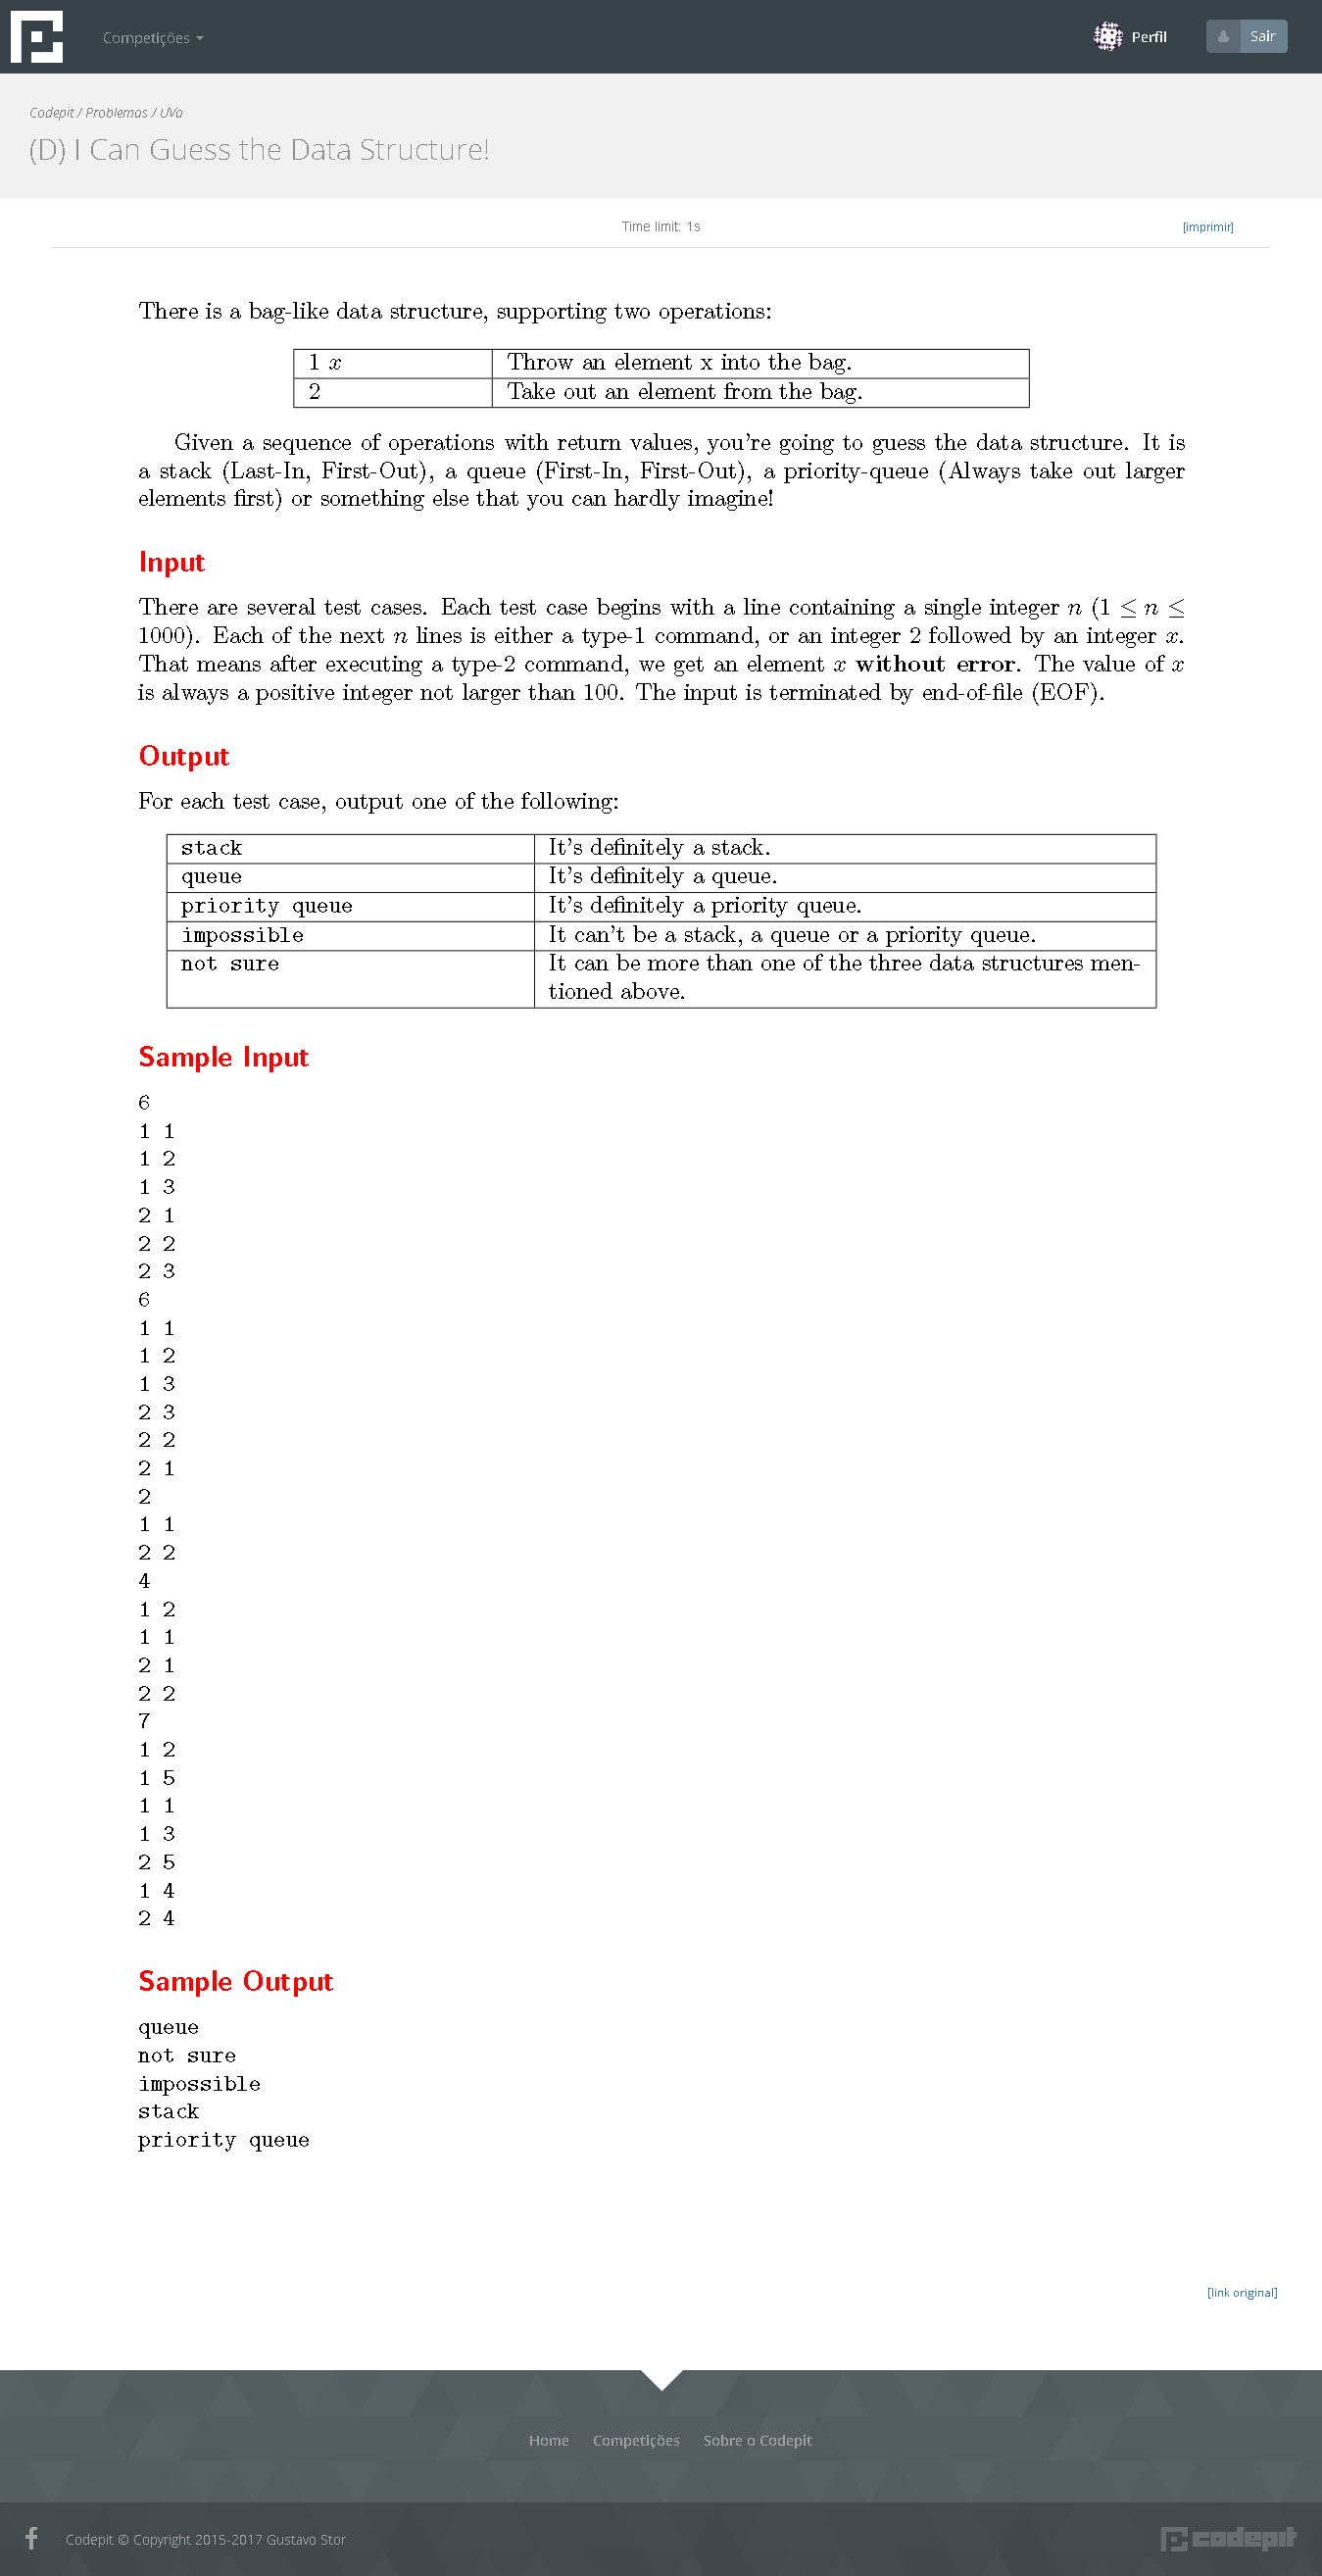 Competições
Perfil
Sair
Codepit / Problemas / UVa
(D) I Can Guess the Data Structure!
Time limit: 1s
[imprimir]
There is a bag-like data structure, supporting two operations:
1 x Throw an element x into the bag.
2 Take out an element from the bag.
Given a sequence of operations with return values, you're going to guess the data structure. It is
a stack (Last-In, First-Out), a queue (First-In, First-Out), a priority-queue (Always take out larger
elements first) or something else that you can hardly imagine!
Input
There are several test cases. Each test case begins with a line containing a single integer n (1 ≤ n ≤
1000). Each of the next n lines is either a type-1 command, or an integer 2 followed by an integer x.
That means after executing a type-2 command, we get an element x without error. The value of x
is always a positive integer not larger than 100. The input is terminated by end-of-file (EOF).
Output
For each test case, output one of the following:
stack It's definitely a stack.
queue It's definitely a queue.
priority queue It's definitely a priority queue.
impossible It can't be a stack, a queue or a priority queue.
not sure It can be more than one of the three data structures men-
tioned above.
Sample Input
6
1 1
1 2
1 3
2 1
2 2
2 3
6
1 1
1 2
1 3
2 3
2 2
2 1
2
1 1
2 2
4
1 2
1 1
2 1
2 2
7
1 2
1 5
1 1
1 3
2 5
1 4
2 4
Sample Output
queue
not sure
impossible
stack
priority queue
[link original]
Home Competições Sobre o Codepit
Codepit © Copyright 2015-2017 Gustavo Stor
codepit